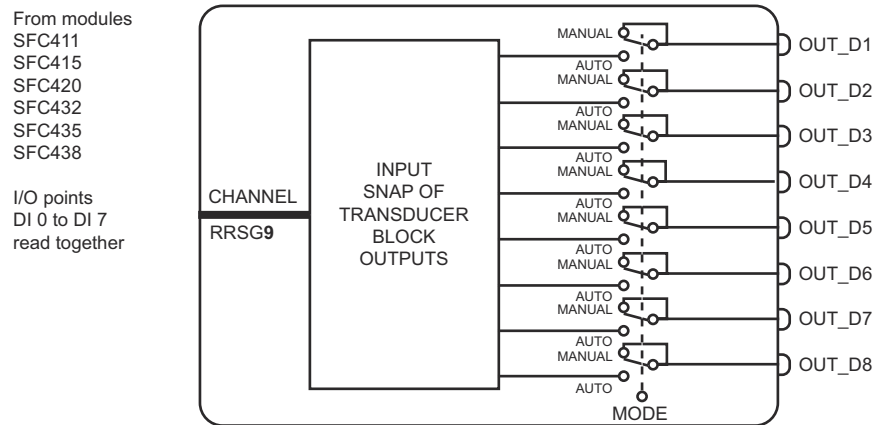 From modules
SFC411
SFC415
SFC420
SFC432
SFC435
SFC438
I/O points
DI 0 to DI 7
read together
CHANNEL
RRSG9
INPUT
SNAP OF
TRANSDUCER
BLOCK
OUTPUTS
MANUAL
OUT_D1
AUTO
MANUAL
OUT_D2
AUTO
MANUAL
OUT_D3
AUTO
MANUAL
OUT_D4
AUTO
MANUAL
OUT_D5
AUTO
MANUAL
OUT_D6
AUTO
MANUAL
OUT_D7
AUTO
MANUAL
OUT_D8
AUTO
MODE